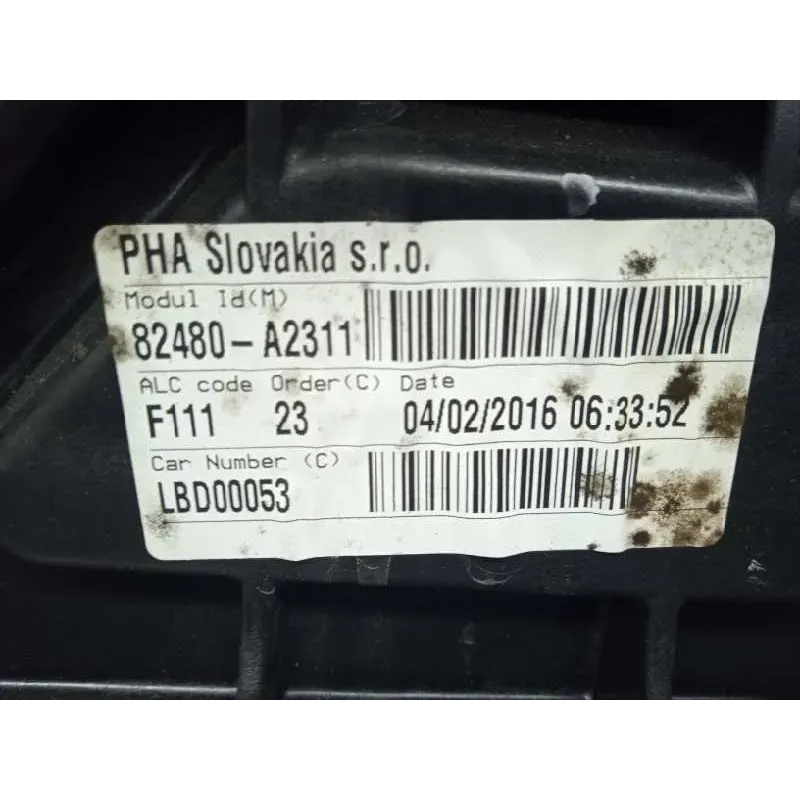 PHA Slovakia s.r.o.
Modul Id(M)
82480-A2311
ALC code Order(C) Date
F111 23 04/02/2016 06:33:52
Car Number (C)
LBD00053